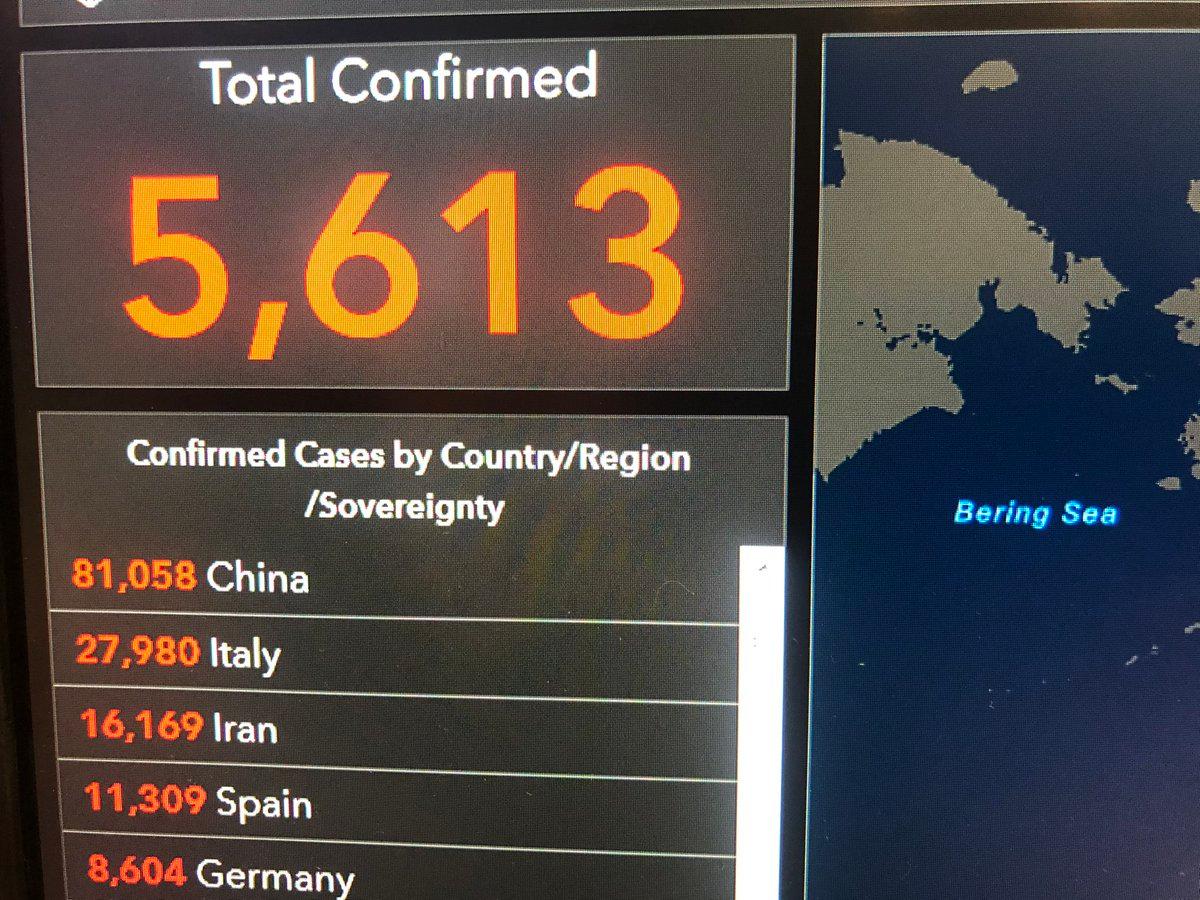 Total Confirmed
5,613
Confirmed Cases by Country/Region
/Sovereignty
81,058 China
27,980 Italy
16,169 Iran
11,309 Spain
8,604 Germany
Bering Sea